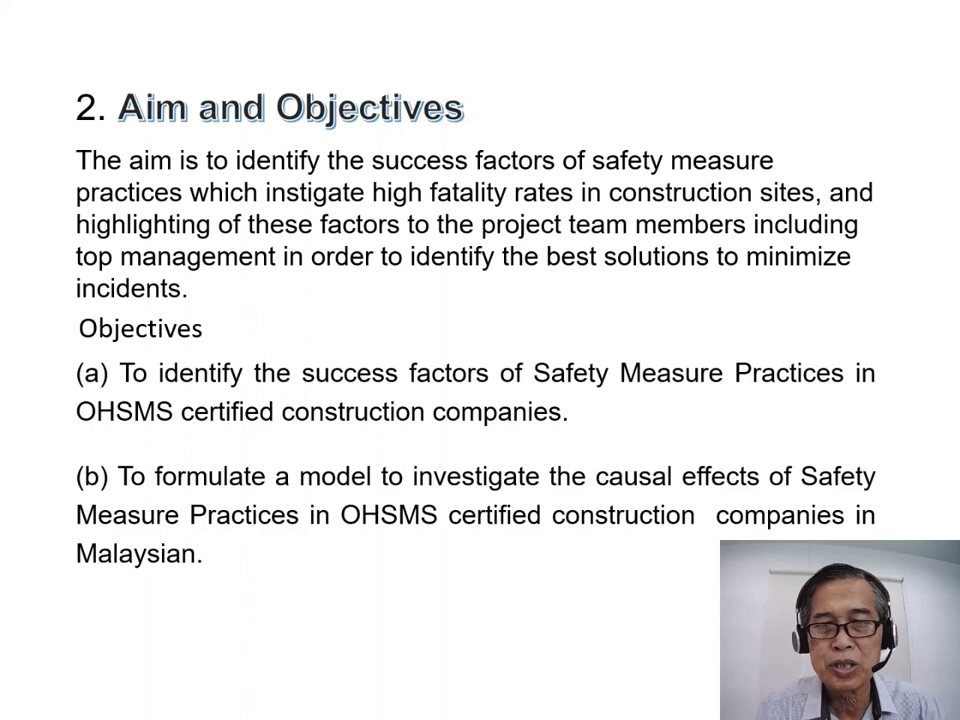 2. Aim and Objectives
The aim is to identify the success factors of safety measure
practices which instigate high fatality rates in construction sites, and
highlighting of these factors to the project team members including
top management in order to identify the best solutions to minimize
incidents.
Objectives
(a) To identify the success factors of Safety Measure Practices in
OHSMS certified construction companies.
(b) To formulate a model to investigate the causal effects of Safety
Measure Practices in OHSMS certified construction companies in
Malaysian.